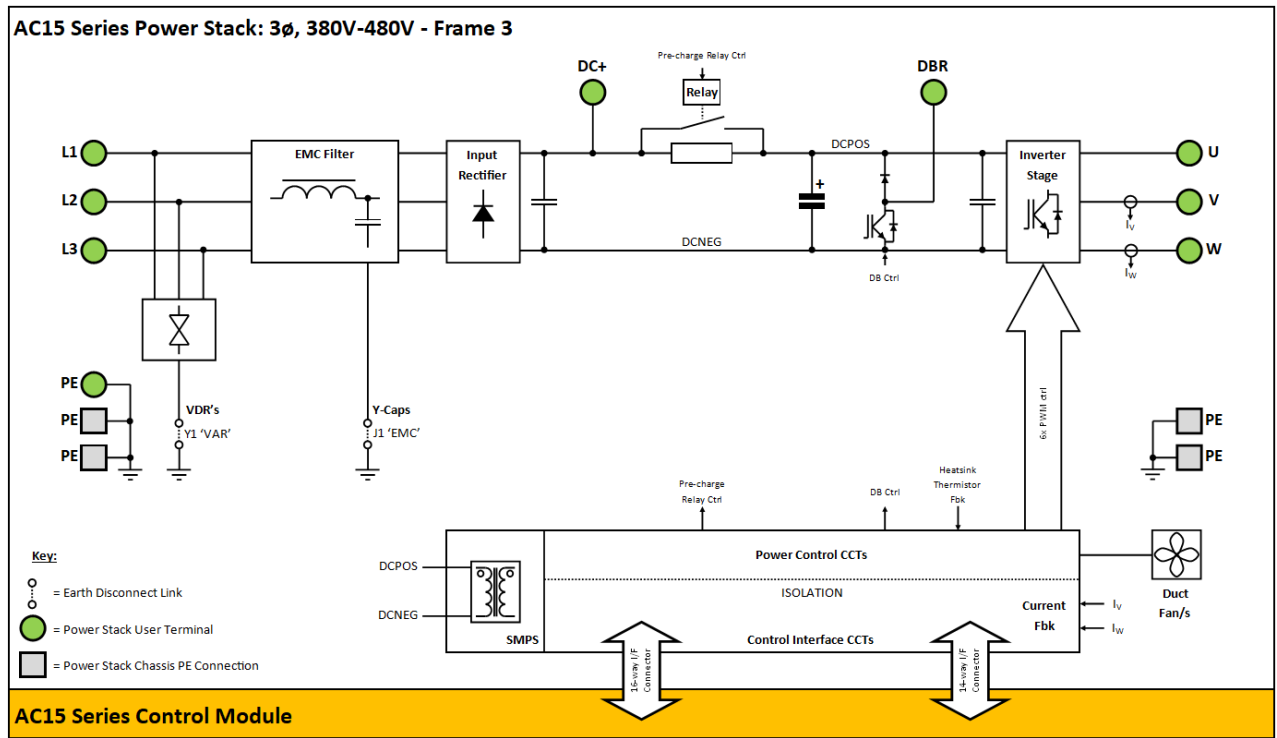 AC15 Series Power Stack: 3ø, 380V-480V - Frame 3
Pre-charge Relay Ctrl
DC+
DBR
Relay
L1
EMC Filter
Input
Rectifier
DCPOS
Inverter
Stage
U
L2
+
V
IV
L3
DCNEG
W
IW
DB Ctrl
PE
PE
PE
VDR's
Y1 'VAR'
Y-Caps
J1 'EMC'
6x PWM ctrl
PE
PE
Pre-charge
Relay Ctrl
DB Ctrl
Heatsink
Thermistor
Fbk
Key:
= Earth Disconnect Link
= Power Stack User Terminal
= Power Stack Chassis PE Connection
DCPOS
DCNEG
SMPS
Power Control CCTs
ISOLATION
Control Interface CCTs
Current
Fbk
IV
IW
Duct
Fan/s
16-way I/F
Connector
14-way I/F
Connector
AC15 Series Control Module